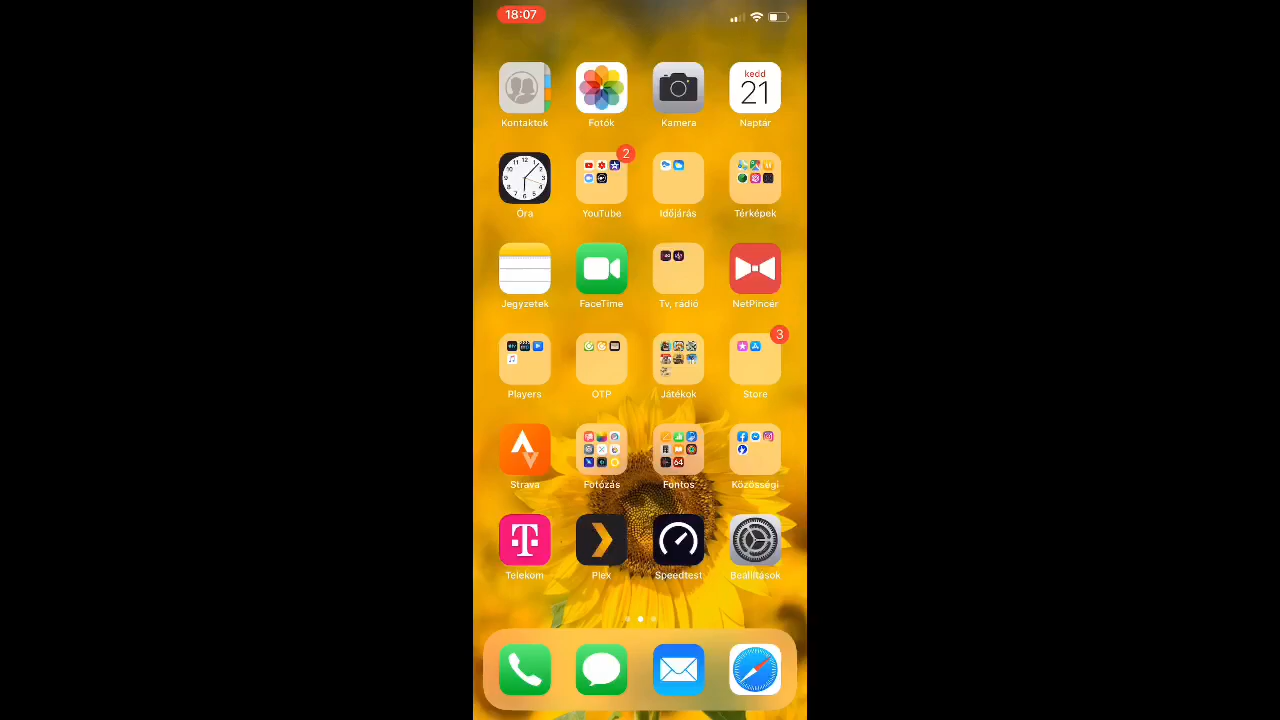 18:07
kedd
21
Kontaktok Fotók Kamera Naptár
2
Óra YouTube Időjárás Térképek
Jegyzetek FaceTime Tv, rádió NetPincér
3
Players OTP Játékok Store
64
Strava Fotózás Fontos Közösségi
T
Telekom Plex Speedtest Beállítások